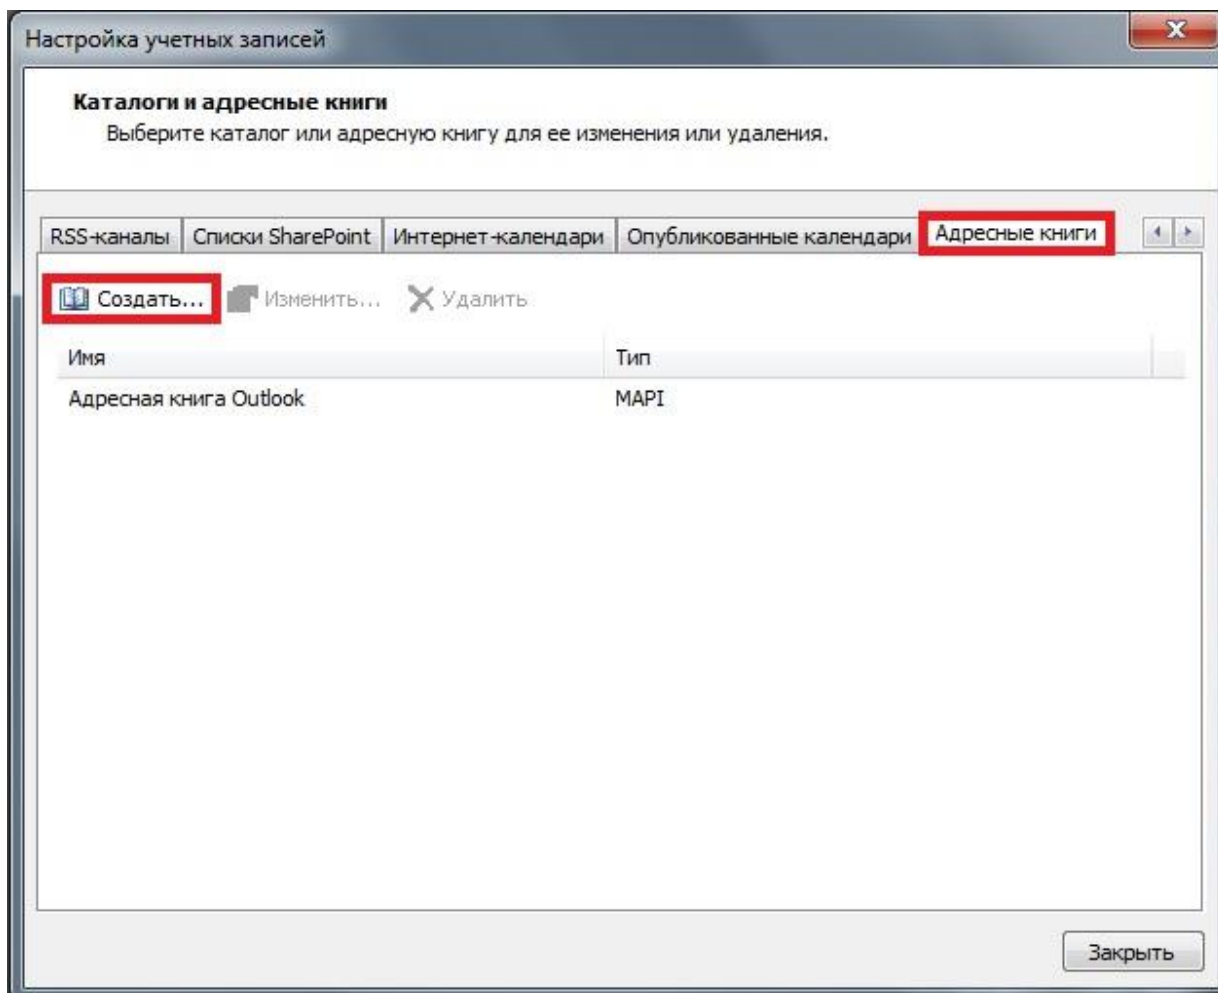 Настройка учетных записей
Каталоги и адресные книги
Выберите каталог или адресную книгу для ее изменения или удаления.
RSS-каналы Списки SharePoint Интернет-календари Опубликованные календари Адресные книги
Создать... Изменить... Удалить
Имя Тип
Адресная книга Outlook MAPI
Закрыть